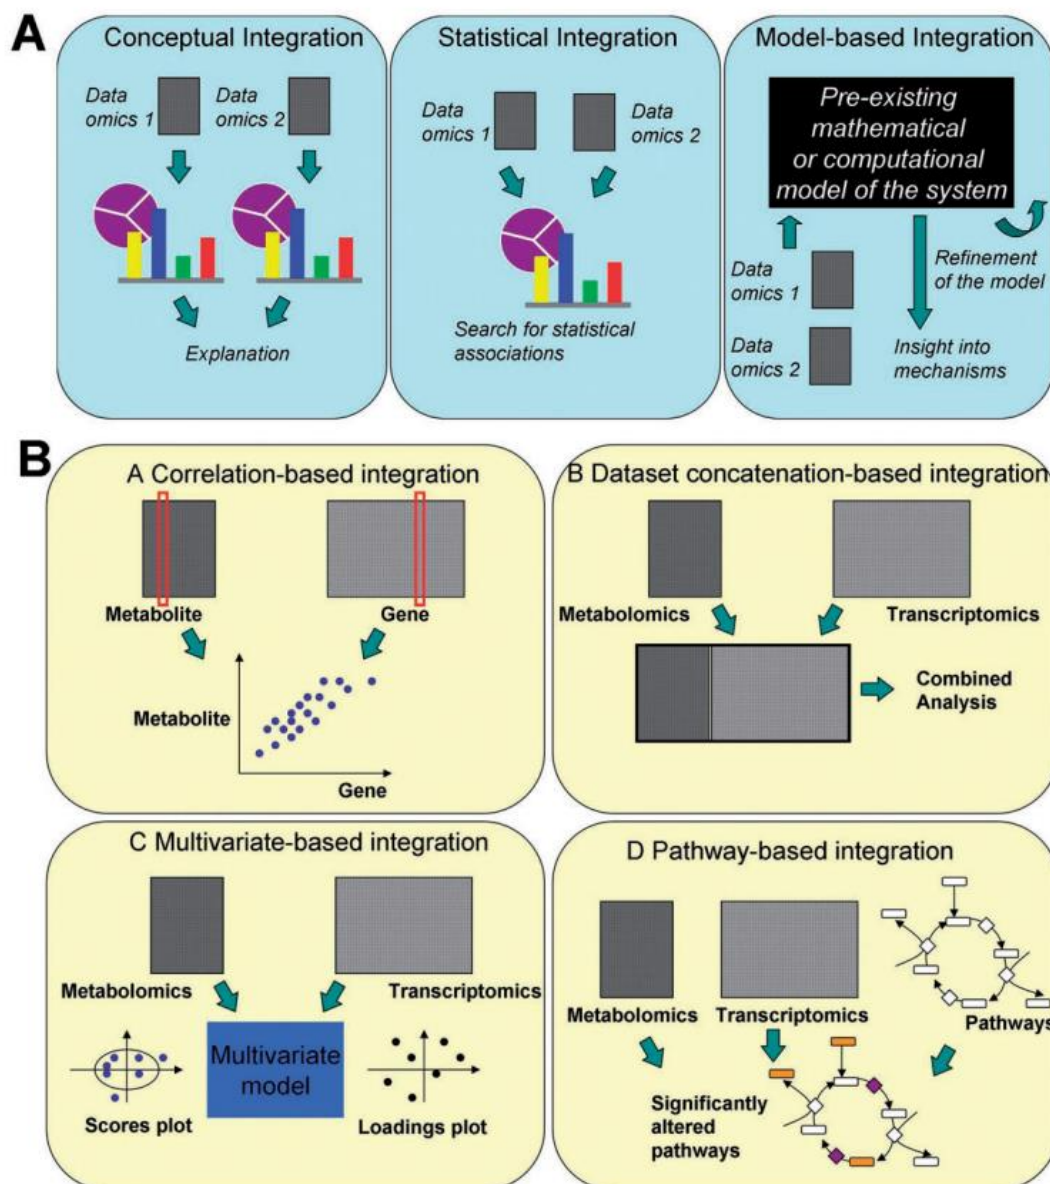 A
Conceptual Integration
Data
omics 1
Data
omics 2
Explanation
Statistical Integration
Data
omics 1
Data
omics 2
Search for statistical
associations
Model-based Integration
Pre-existing
mathematical
or computational
model of the system
Data
omics 1
Refinement
of the model
Data
omics 2
Insight into
mechanisms
B
A Correlation-based integration
Metabolite
Gene
Metabolite
Gene
B Dataset concatenation-based integration
Metabolomics
Transcriptomics
Combined
Analysis
C Multivariate-based integration
Metabolomics
Transcriptomics
Multivariate
model
Scores plot
Loadings plot
D Pathway-based integration
Metabolomics
Transcriptomics
Pathways
Significantly
altered
pathways